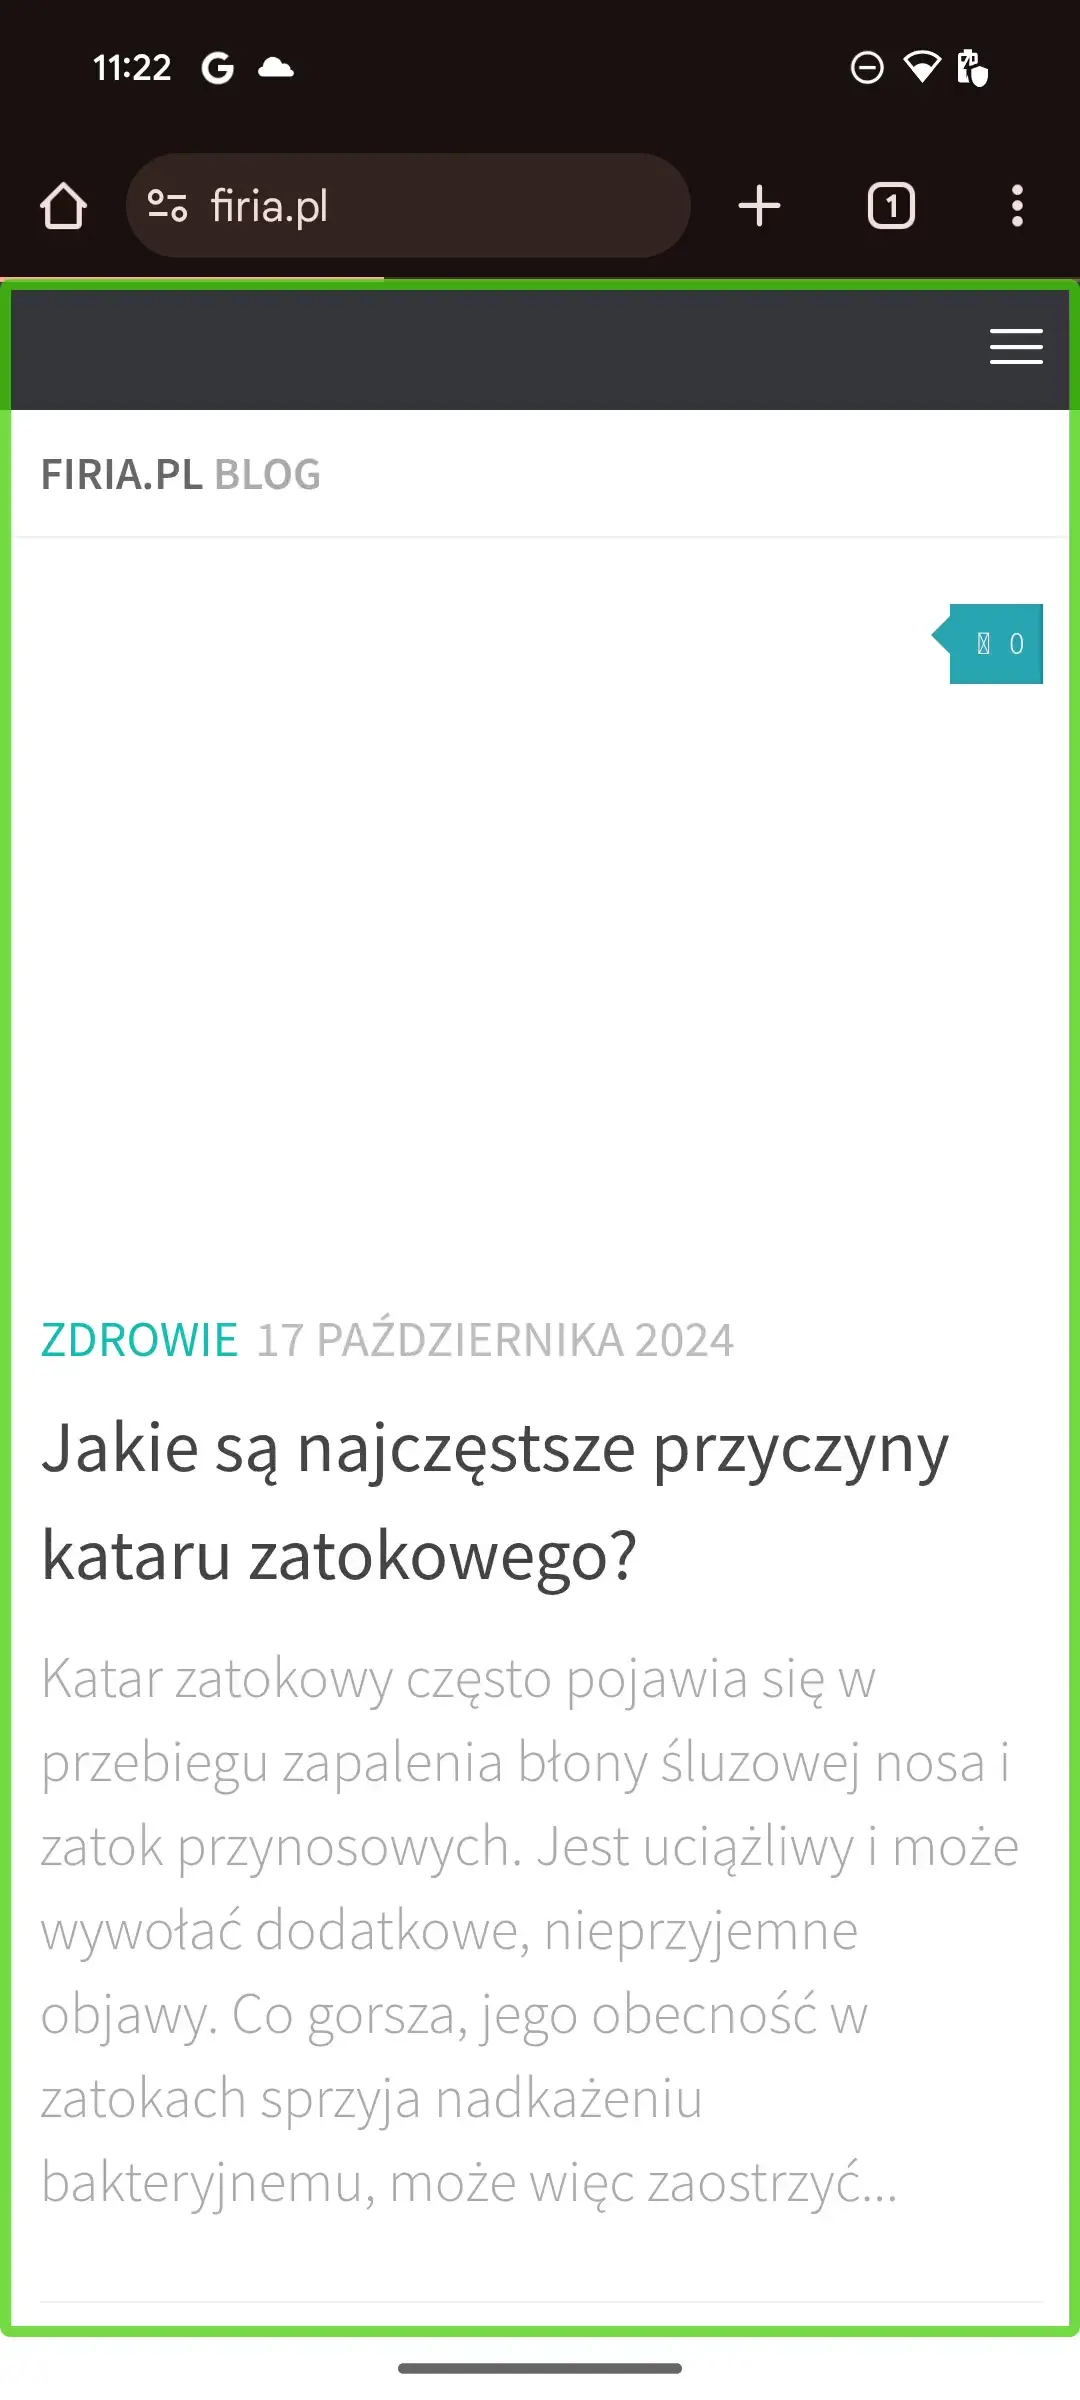 11:22
firia.pl
1
FIRIA.PL BLOG
0
ZDROWIE 17 PAŹDZIERNIKA 2024
Jakie są najczęstsze przyczyny
kataru zatokowego?
Katar zatokowy często pojawia się w
przebiegu zapalenia błony śluzowej nosa i
zatok przynosowych. Jest uciążliwy i może
wywołać dodatkowe, nieprzyjemne
objawy. Co gorsza, jego obecność w
zatokach sprzyja nadkażeniu
bakteryjnemu, może więc zaostrzyć...